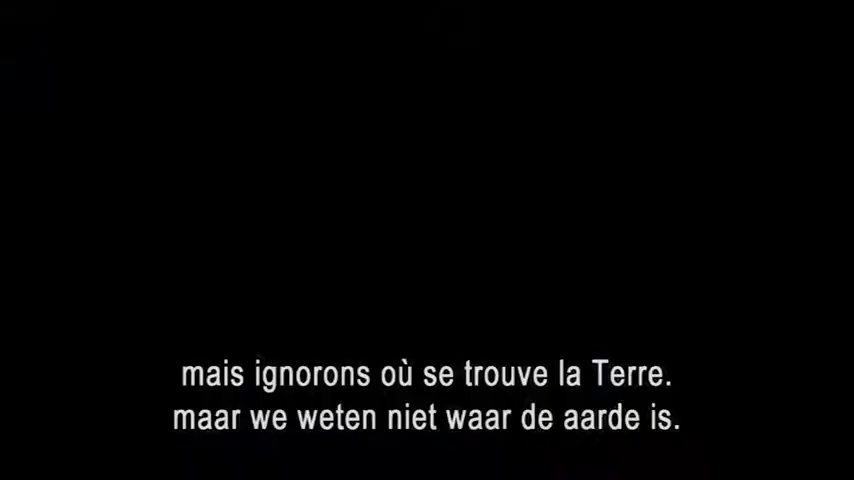 mais ignorons où se trouve la Terre.
maar we weten niet waar de aarde is.